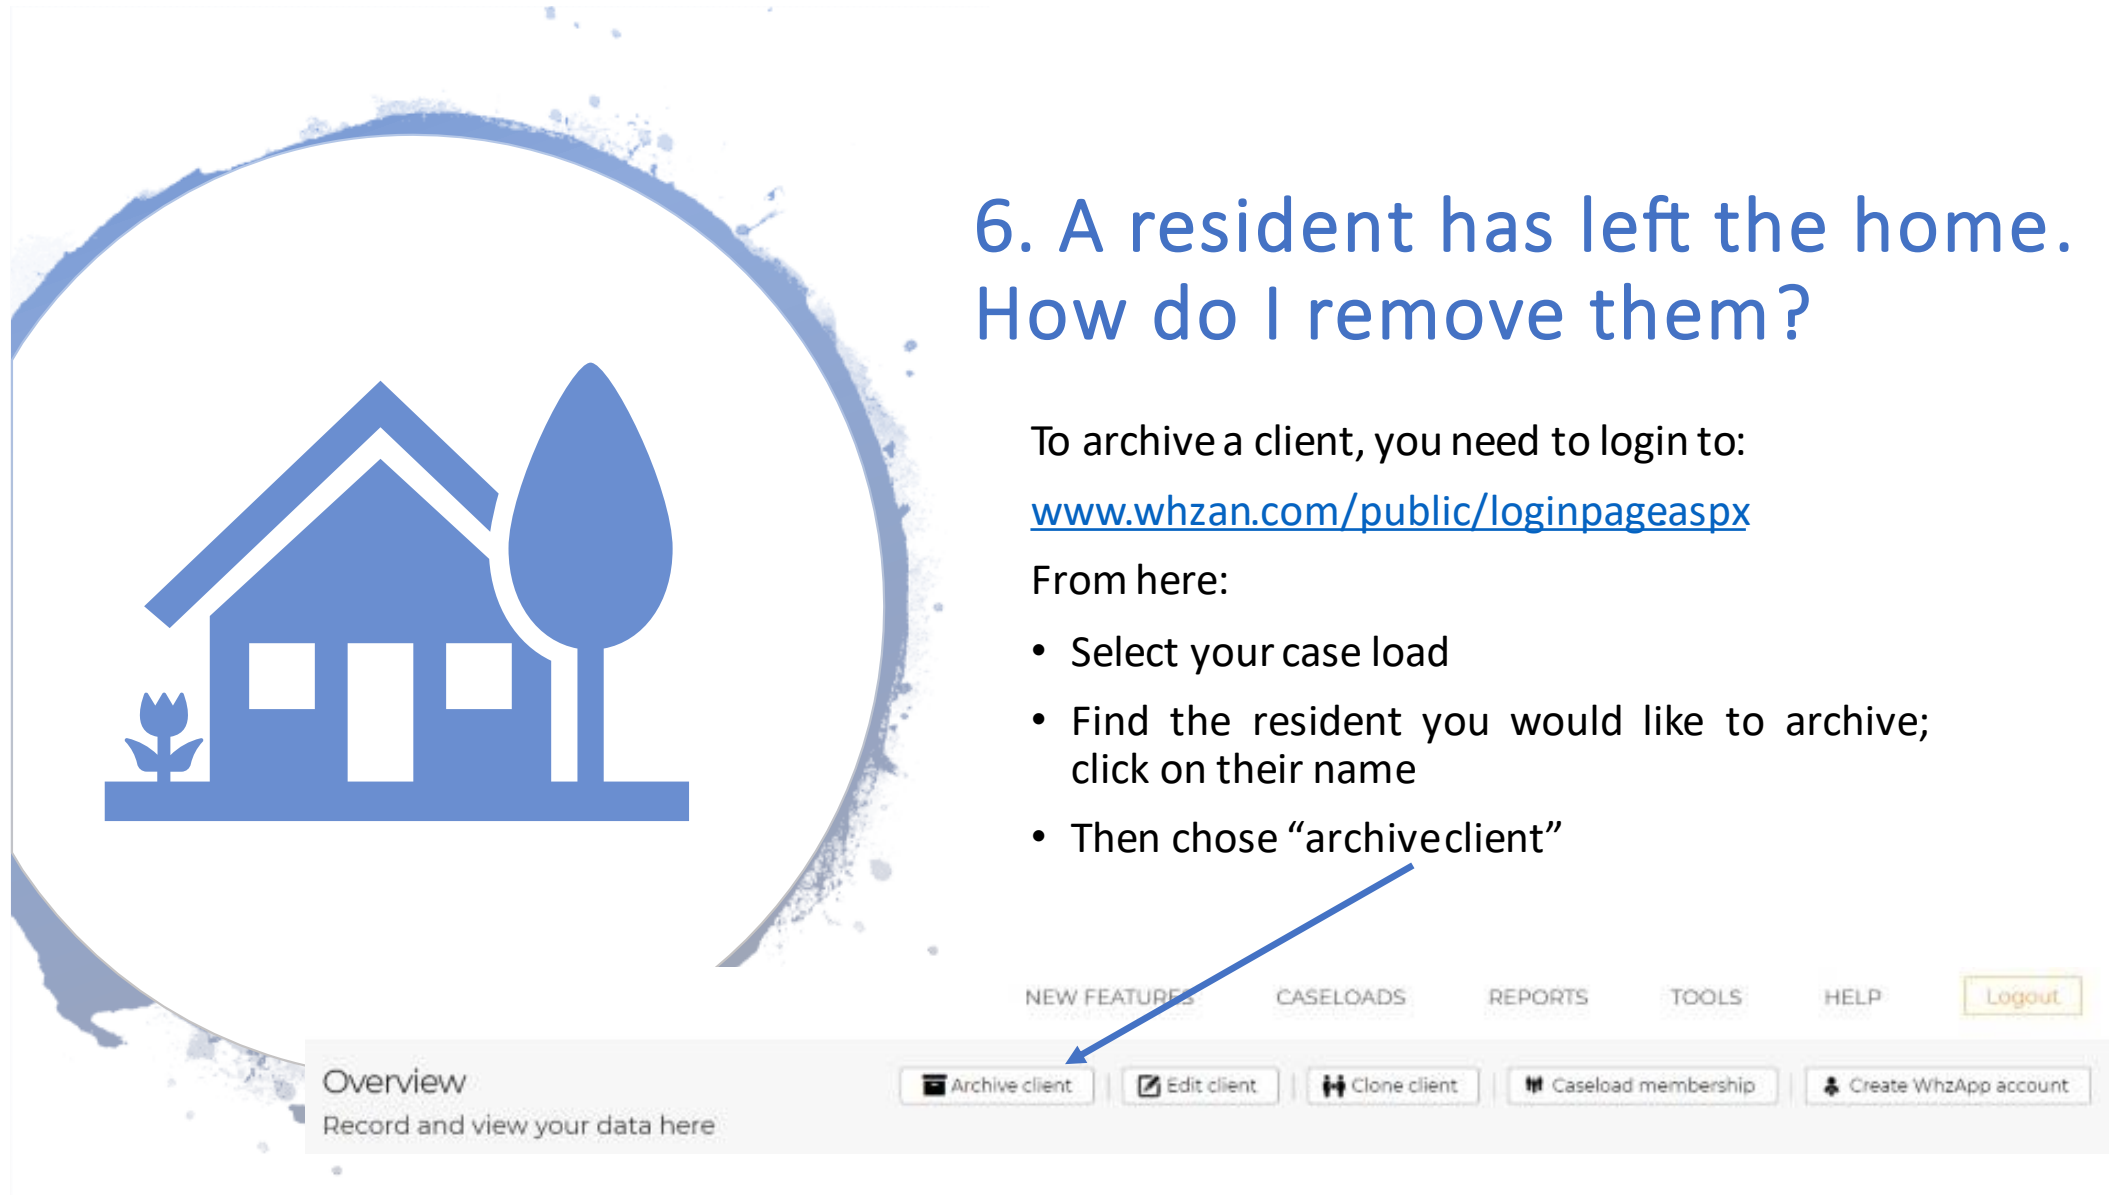 6. A resident has left the home.
How do I remove them?
To archive a client, you need to login to:
www.whzan.com/public/loginpageaspx
From here:
• Select your case load
• Find the resident you would like to archive;
click on their name
• Then chose “archive client”
NEW FEATURES CASELOADS REPORTS TOOLS HELP Logout
Overview
Archive client Edit client Clone client Caseload membership Create WhzApp account
Record and view your data here